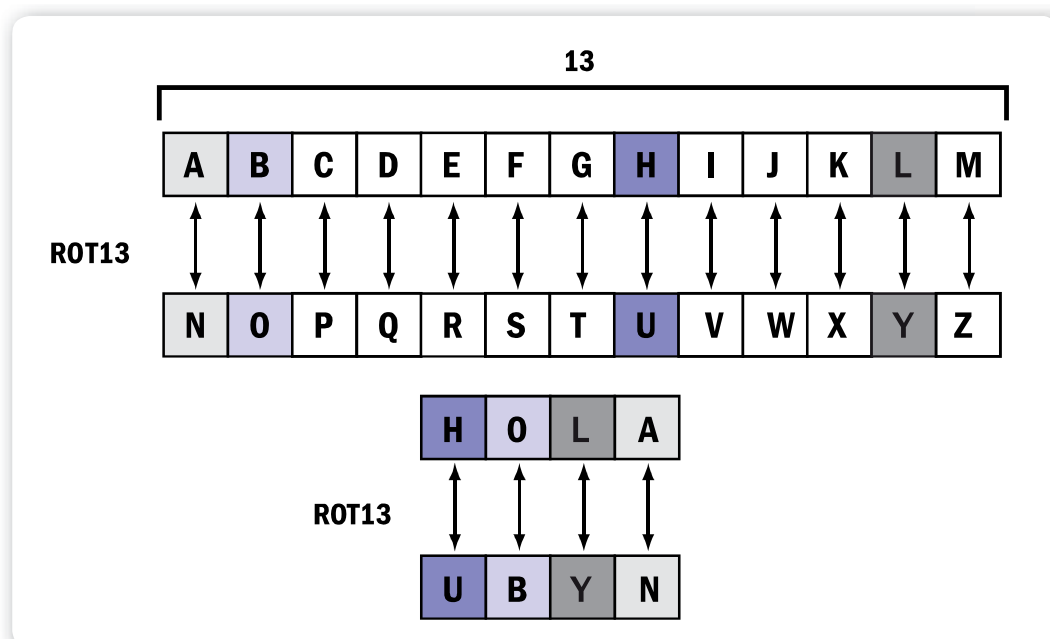 13
A B C D E F G H I J K L M
ROT13
N O P Q R S T U V W X Y Z
H O L A
ROT13
U B Y N